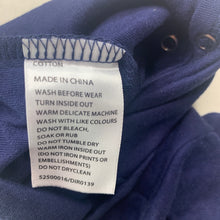 COTTON
MADE IN CHINA
WASH BEFORE WEAR
TURN INSIDE OUT
WARM DELICATE MACHINE
WASH WITH LIKE COLOURS
DO NOT BLEACH,
SOAK OR RUB
DO NOT TUMBLE DRY
WARM IRON INSIDE OUT
(DO NOT IRON PRINTS OR
EMBELLISHMENTS)
DO NOT DRYCLEAN
52500016/DIR0139